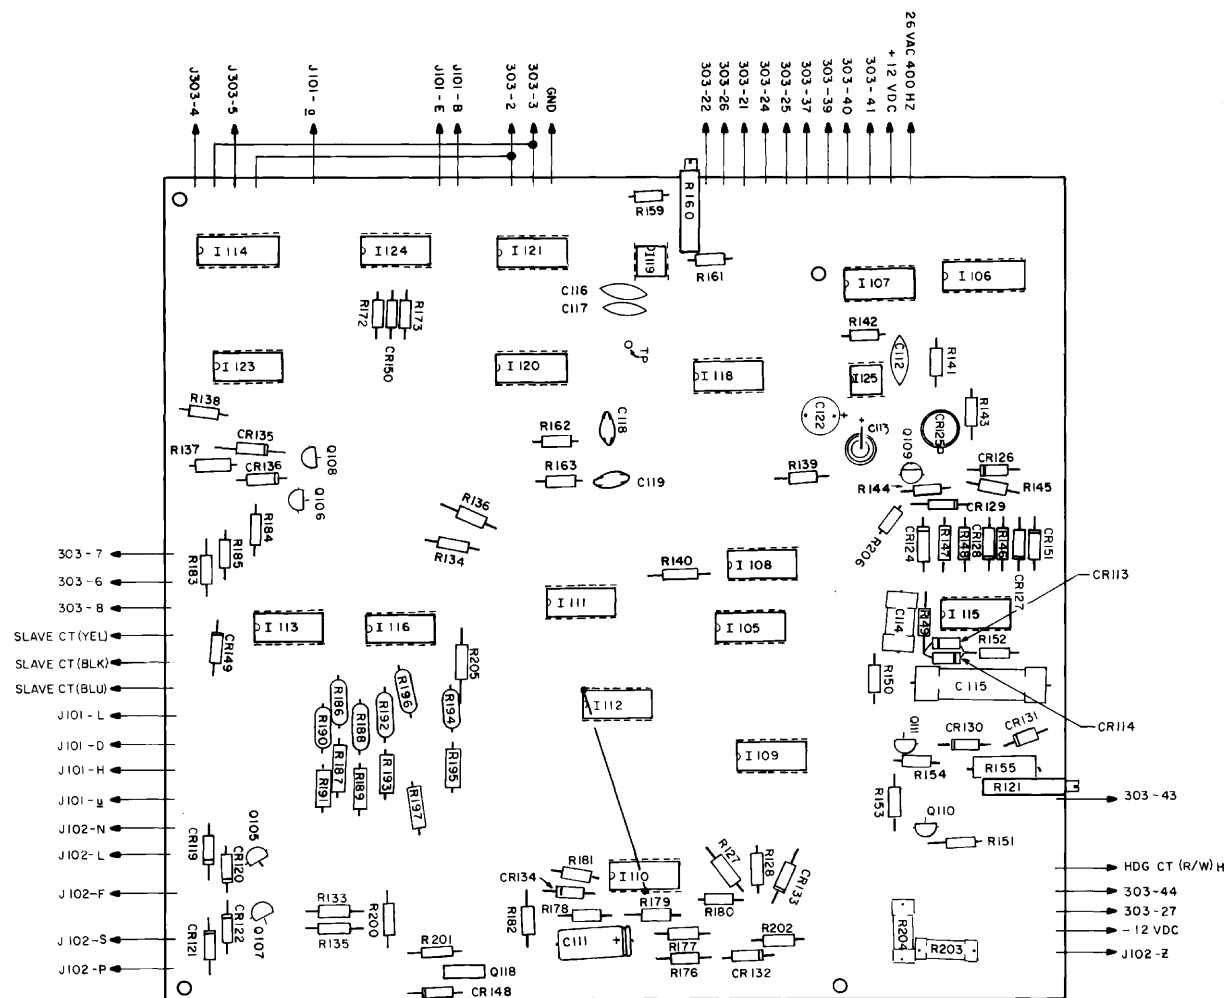 J303-4
J303-5
J101-a
J101-E
J101-B
303-2
303-3
GND
303-22
303-26
303-21
303-24
303-25
303-37
303-39
303-40
303-41
+12 VDC
26 VAC 400 HZ
R159
R160
I114
I124
I121
I119
R161
I107
I106
C116
C117
R172
R173
CR150
TP
R142
C112
R141
I123
I120
I118
I125
R138
C122
+
C113
+
CR125
R143
R137
CR135
CR136
Q108
Q106
R162
C118
R163
C119
R139
Q109
CR126
R144
R145
CR129
R136
R134
R184
R185
R183
R206
CR124
R147
R148
CR128
R146
CR127
CR151
303-7
303-6
303-8
SLAVE CT (YEL)
SLAVE CT (BLK)
SLAVE CT (BLU)
J101-L
J101-D
J101-H
J101-u
J102-N
J102-L
J102-F
J102-S
J102-P
R140
I108
I111
CR113
I113
I116
I105
C114
R149
I115
R152
CR149
R205
R150
C115
CR114
R186
R196
R190
R188
R192
R194
I112
Q111
CR130
CR131
R187
R191
R189
R193
R195
R197
I109
R154
R155
R121
R153
303-43
Q110
R151
CR119
CR120
Q105
R181
CR134
I110
R127
R128
CR133
HDG CT (R/W) H
303-44
303-27
-12 VDC
J102-Z
R133
R135
R200
R182
R178
R179
R180
CR121
CR122
Q107
R201
C111
+
R177
R176
R202
CR132
R204
R203
Q118
CR148